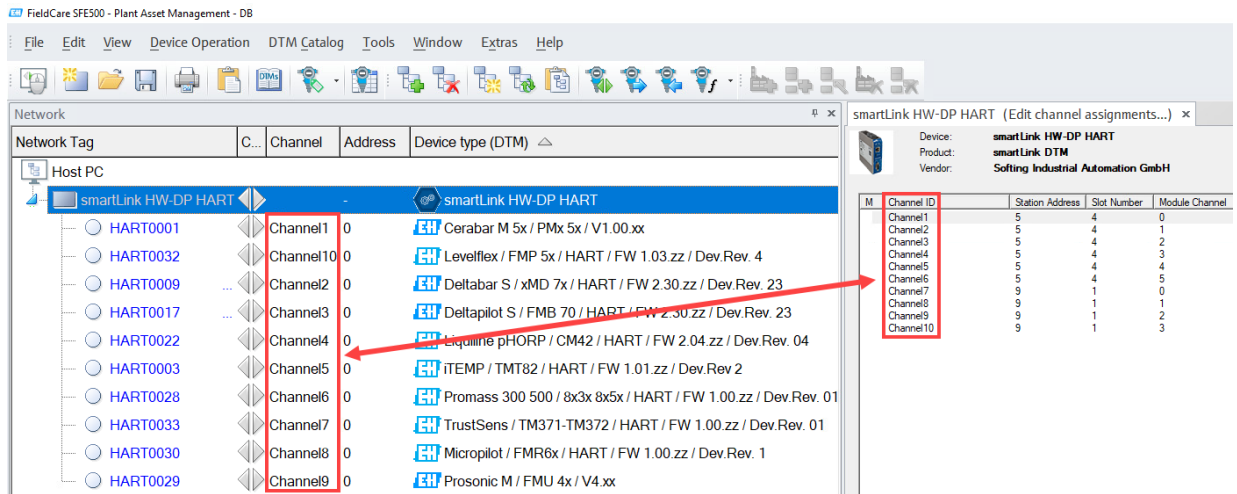 FieldCare SFE500 - Plant Asset Management - DB
File Edit View Device Operation DTM Catalog Tools Window Extras Help
DTMs
Network
Network Tag C... Channel Address Device type (DTM)
Host PC
smartLink HW-DP HART - smartLink HW-DP HART
HART0001 Channel1 0 EH Cerabar M 5x / PMx 5x / V1.00.xx
HART0032 Channel10 0 EH Levelflex / FMP 5x / HART / FW 1.03.zz / Dev.Rev. 4
HART0009 ... Channel2 0 EH Deltabar S / xMD 7x / HART / FW 2.30.zz / Dev.Rev. 23
HART0017 ... Channel3 0 EH Deltapilot S / FMB 70 / HART / FW 2.30.zz / Dev.Rev. 23
HART0022 Channel4 0 EH Liquiline pHORP / CM42 / HART / FW 2.04.zz / Dev.Rev. 04
HART0003 Channel5 0 EH iTEMP / TMT82 / HART / FW 1.01.zz / Dev.Rev 2
HART0028 Channel6 0 EH Promass 300 500 / 8x3x 8x5x / HART / FW 1.00.zz / Dev.Rev. 01
HART0033 Channel7 0 EH TrustSens / TM371-TM372 / HART / FW 1.00.zz / Dev.Rev. 01
HART0030 Channel8 0 EH Micropilot / FMR6x / HART / FW 1.00.zz / Dev.Rev. 1
HART0029 Channel9 0 EH Prosonic M / FMU 4x / V4.xx
smartLink HW-DP HART (Edit channel assignments...)
Device: smartLink HW-DP HART
Product: smartLink DTM
Vendor: Softing Industrial Automation GmbH
M Channel ID Station Address Slot Number Module Channel
Channel1 5 4 0
Channel2 5 4 1
Channel3 5 4 2
Channel4 5 4 3
Channel5 5 4 4
Channel6 5 4 5
Channel7 9 1 0
Channel8 9 1 1
Channel9 9 1 2
Channel10 9 1 3